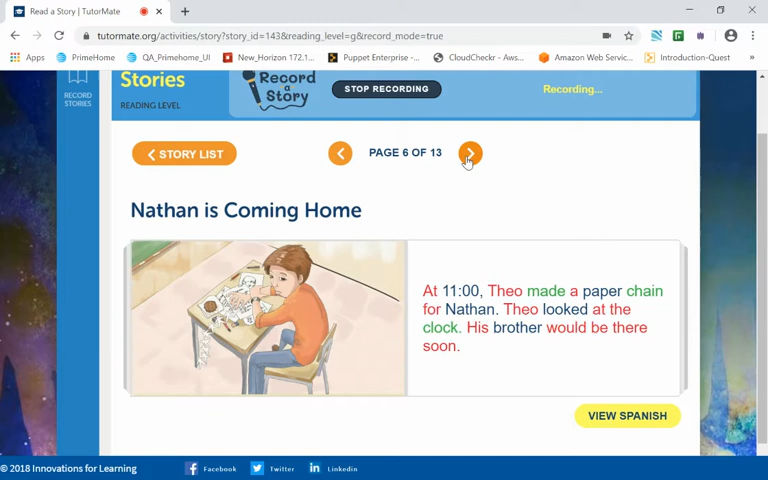 Read a Story | TutorMate
tutormate.org/activities/story?story_id=143&reading_level=g&record_mode=true
Apps PrimeHome QA_Primehome_UI New_Horizon 172.1... Puppet Enterprise -... CloudCheckr - Aws... Amazon Web Servic... Introduction-Quest »
RECORD
STORIES
Stories
READING LEVEL
Record
a
Story
STOP RECORDING
Recording...
STORY LIST
PAGE 6 OF 13
Nathan is Coming Home
At 11:00, Theo made a paper chain
for Nathan. Theo looked at the
clock. His brother would be there
soon.
VIEW SPANISH
© 2018 Innovations for Learning Facebook Twitter Linkedin